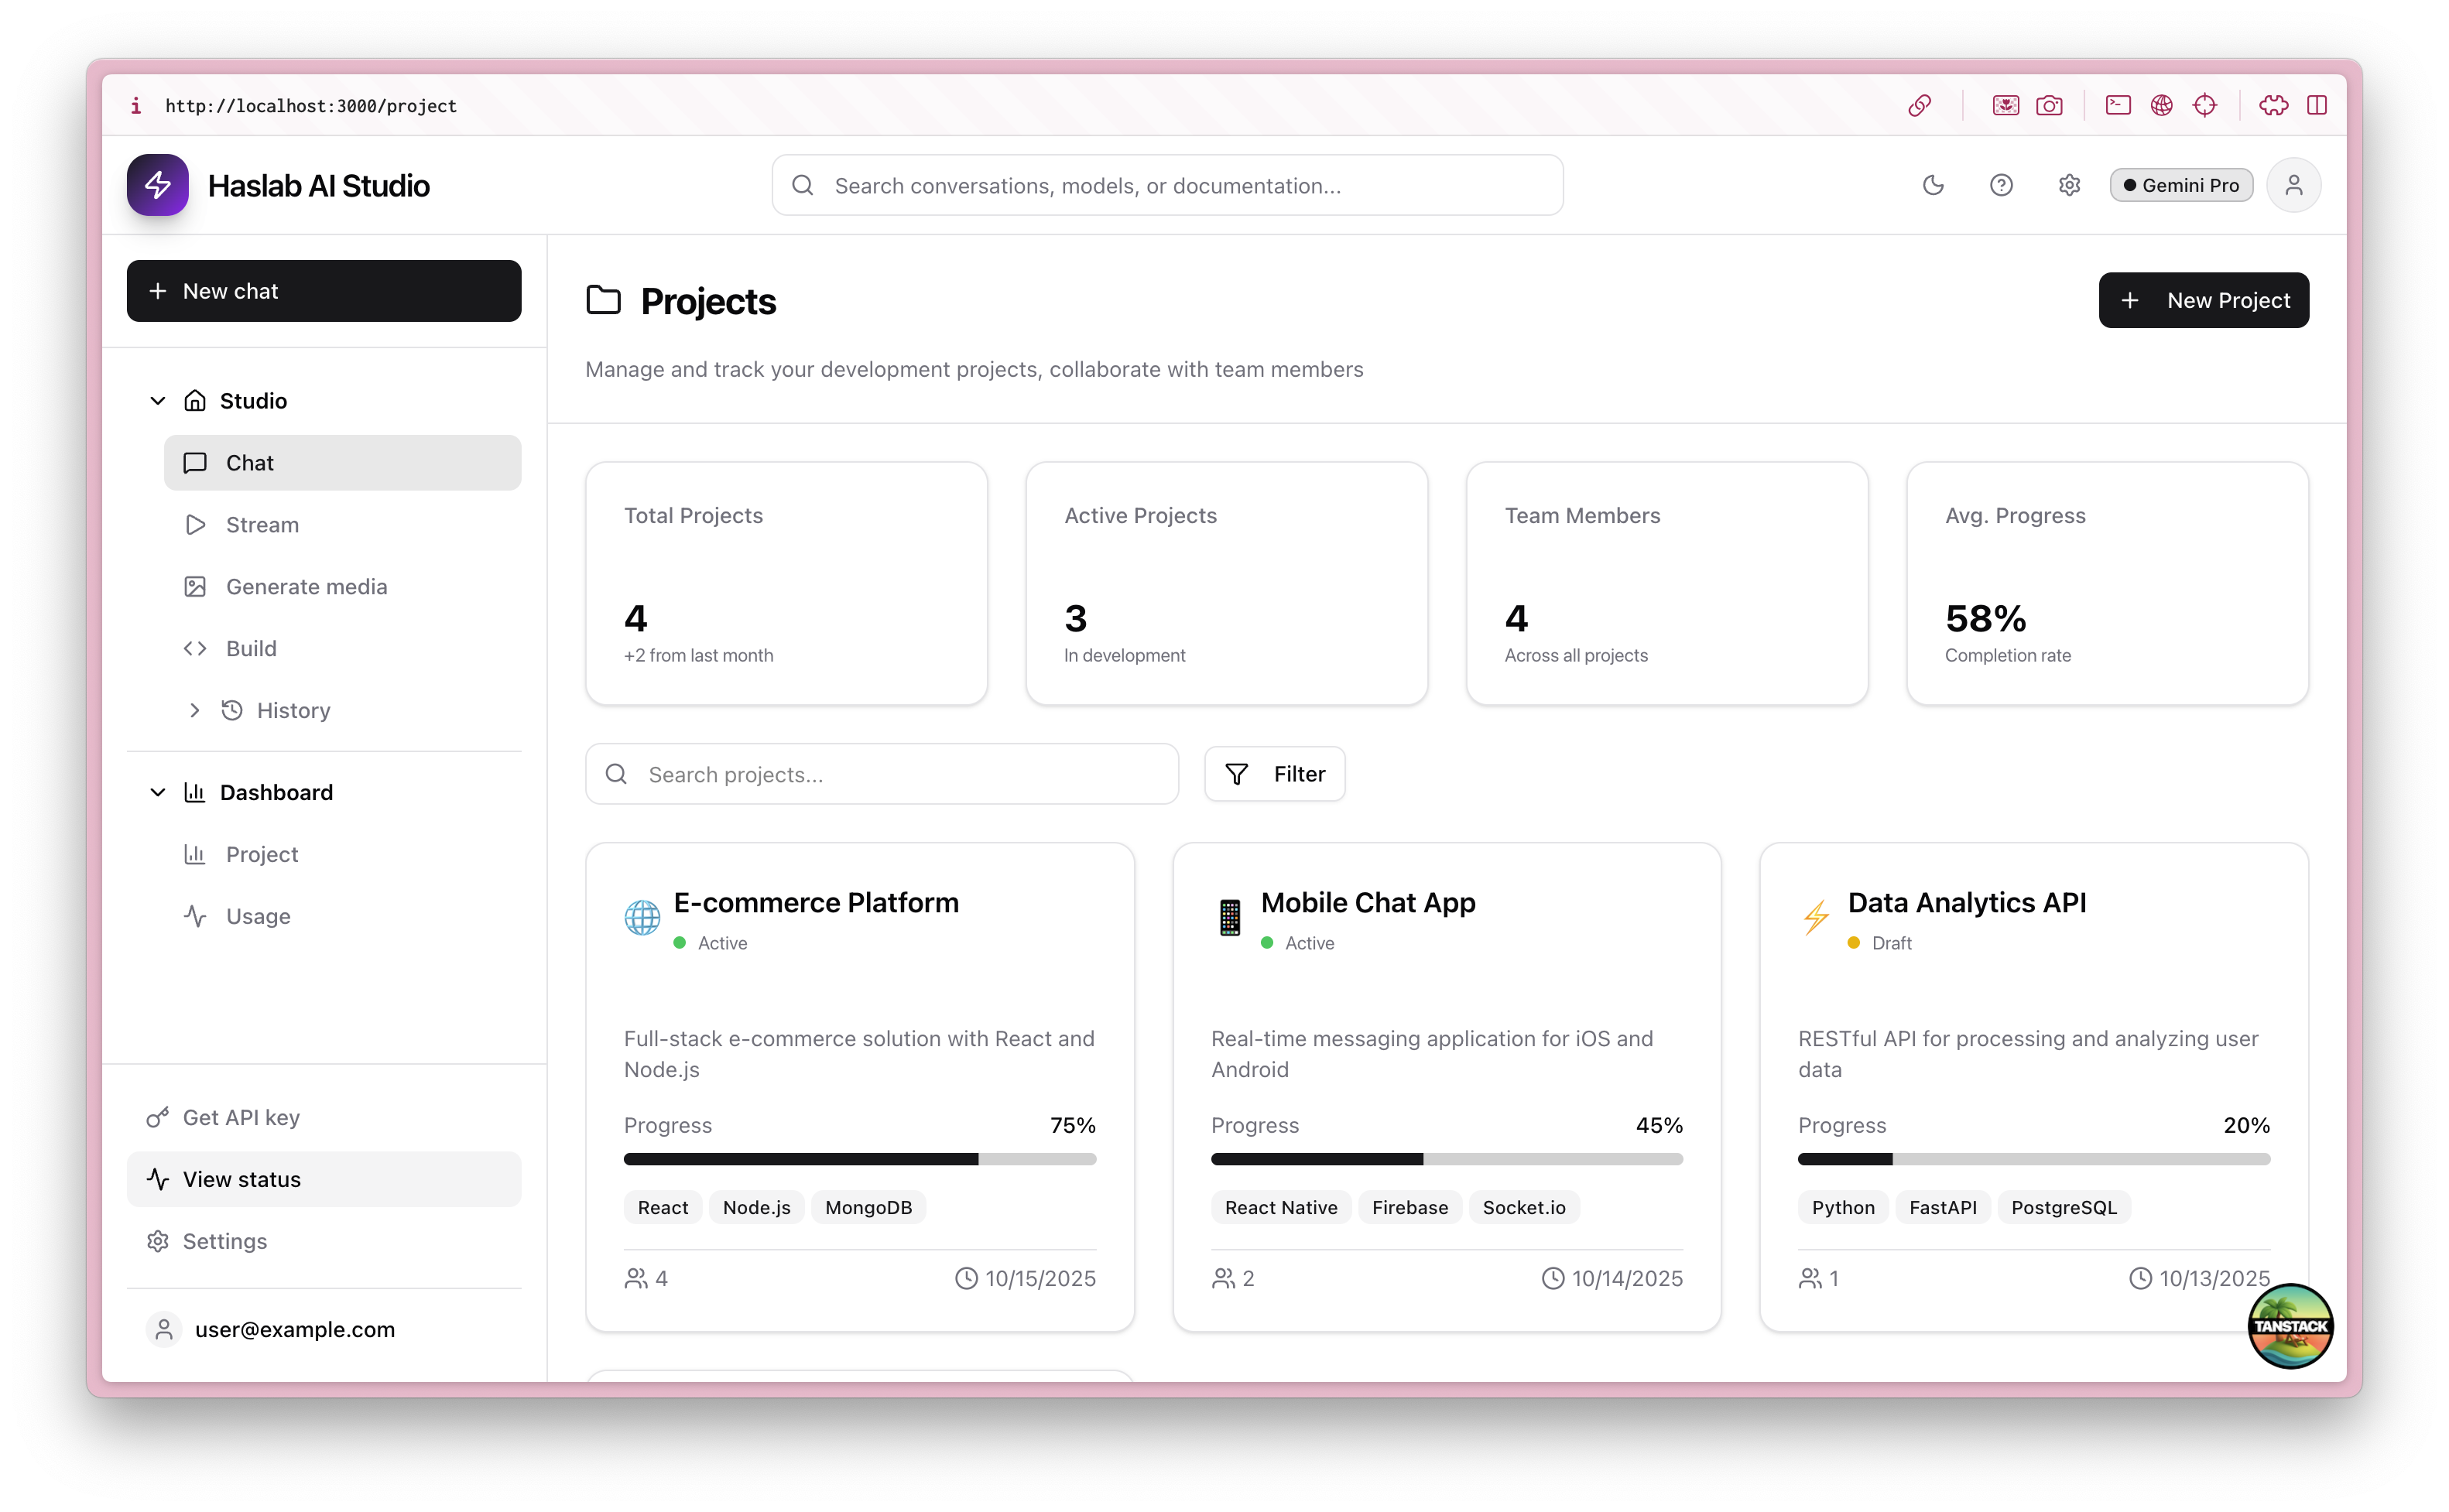 http://localhost:3000/project
Haslab AI Studio
Search conversations, models, or documentation...
Gemini Pro
New chat
Studio
Chat
Stream
Generate media
Build
History
Dashboard
Project
Usage
Get API key
View status
Settings
user@example.com
Projects
New Project
Manage and track your development projects, collaborate with team members
Total Projects
4
+2 from last month
Active Projects
3
In development
Team Members
4
Across all projects
Avg. Progress
58%
Completion rate
Search projects...
Filter
E-commerce Platform
Active
Full-stack e-commerce solution with React and
Node.js
Progress 75%
React Node.js MongoDB
4 10/15/2025
Mobile Chat App
Active
Real-time messaging application for iOS and
Android
Progress 45%
React Native Firebase Socket.io
2 10/14/2025
Data Analytics API
Draft
RESTful API for processing and analyzing user
data
Progress 20%
Python FastAPI PostgreSQL
1 10/13/2025
TANSTACK